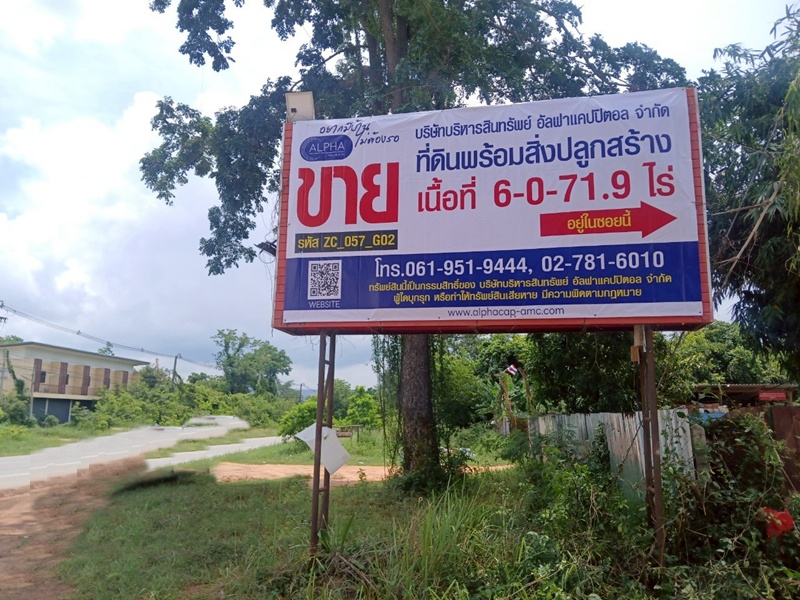 อยากมีบ้าน
ไม่ต้องรอ
ALPHA
บริษัทบริหารสินทรัพย์ อัลฟาแคปปิตอล จำกัด
ขาย
ที่ดินพร้อมสิ่งปลูกสร้าง
เนื้อที่ 6-0-71.9 ไร่
อยู่ในซอยนี้
รหัส ZC_057_G02
โทร.061-951-9444, 02-781-6010
ทรัพย์สินนี้เป็นกรรมสิทธิ์ของ บริษัทบริหารสินทรัพย์ อัลฟาแคปปิตอล จำกัด
ผู้ใดบุกรุก หรือทำให้ทรัพย์สินเสียหาย มีความผิดตามกฎหมาย
WEBSITE
www.alphacap-amc.com